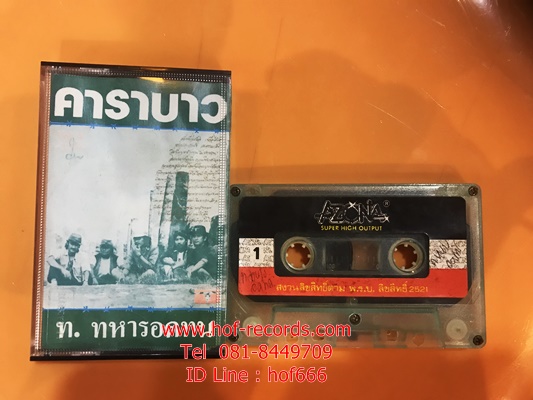 คาราบาว
ท. ทหารอดทน
AZONA ®
SUPER HIGH OUTPUT
1
สงวนลิขสิทธิ์ตาม พ.ร.บ. ลิขสิทธิ์ 2521
www.hof-records.com
Tel 081-8449709
ID Line : hof666